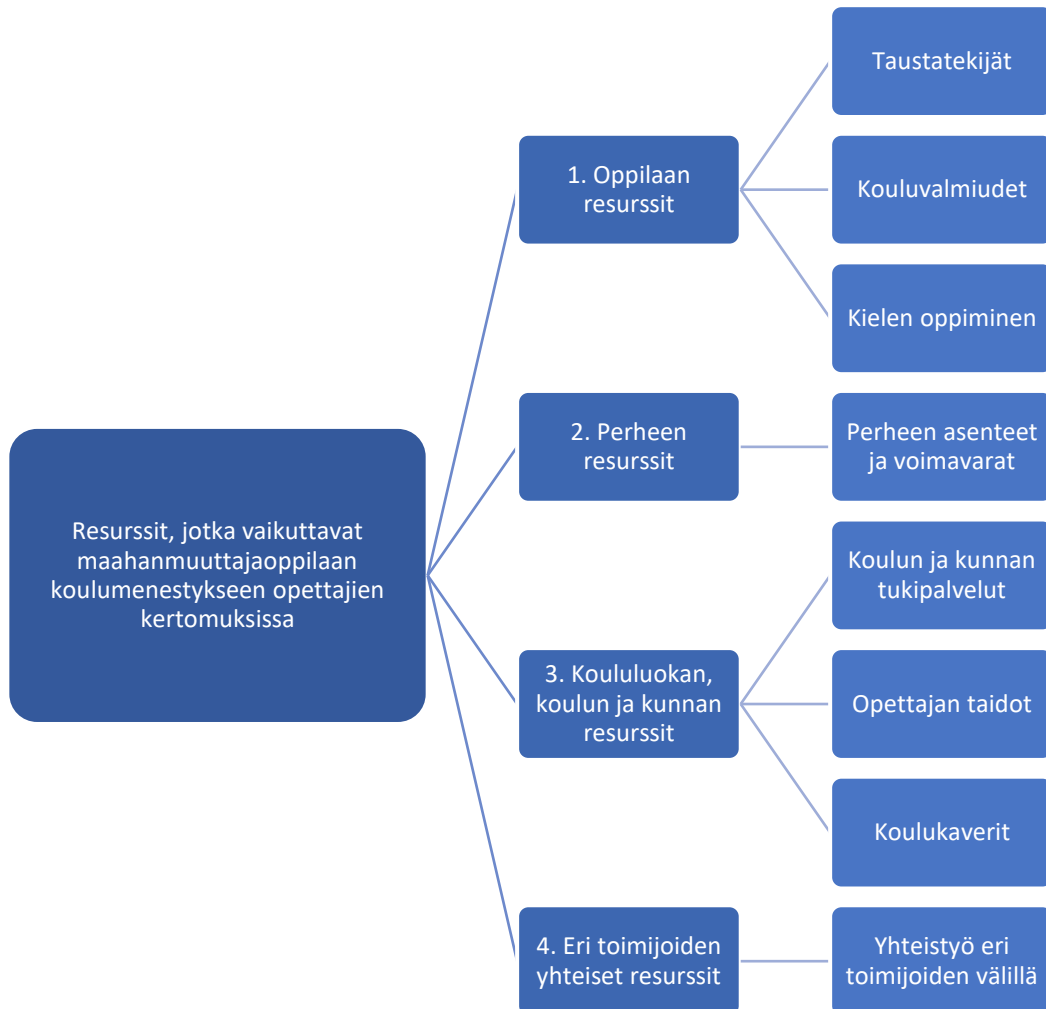 Resurssit, jotka vaikuttavat
maahanmuuttajaoppilaan
koulumenestykseen opettajien
kertomuksissa
1. Oppilaan
resurssit
Taustatekijät
Kouluvalmiudet
Kielen oppiminen
2. Perheen
resurssit
Perheen asenteet
ja voimavarat
3. Koululuokan,
koulun ja kunnan
resurssit
Koulun ja kunnan
tukipalvelut
Opettajan taidot
Koulukaverit
4. Eri toimijoiden
yhteiset resurssit
Yhteistyö eri
toimijoiden välillä